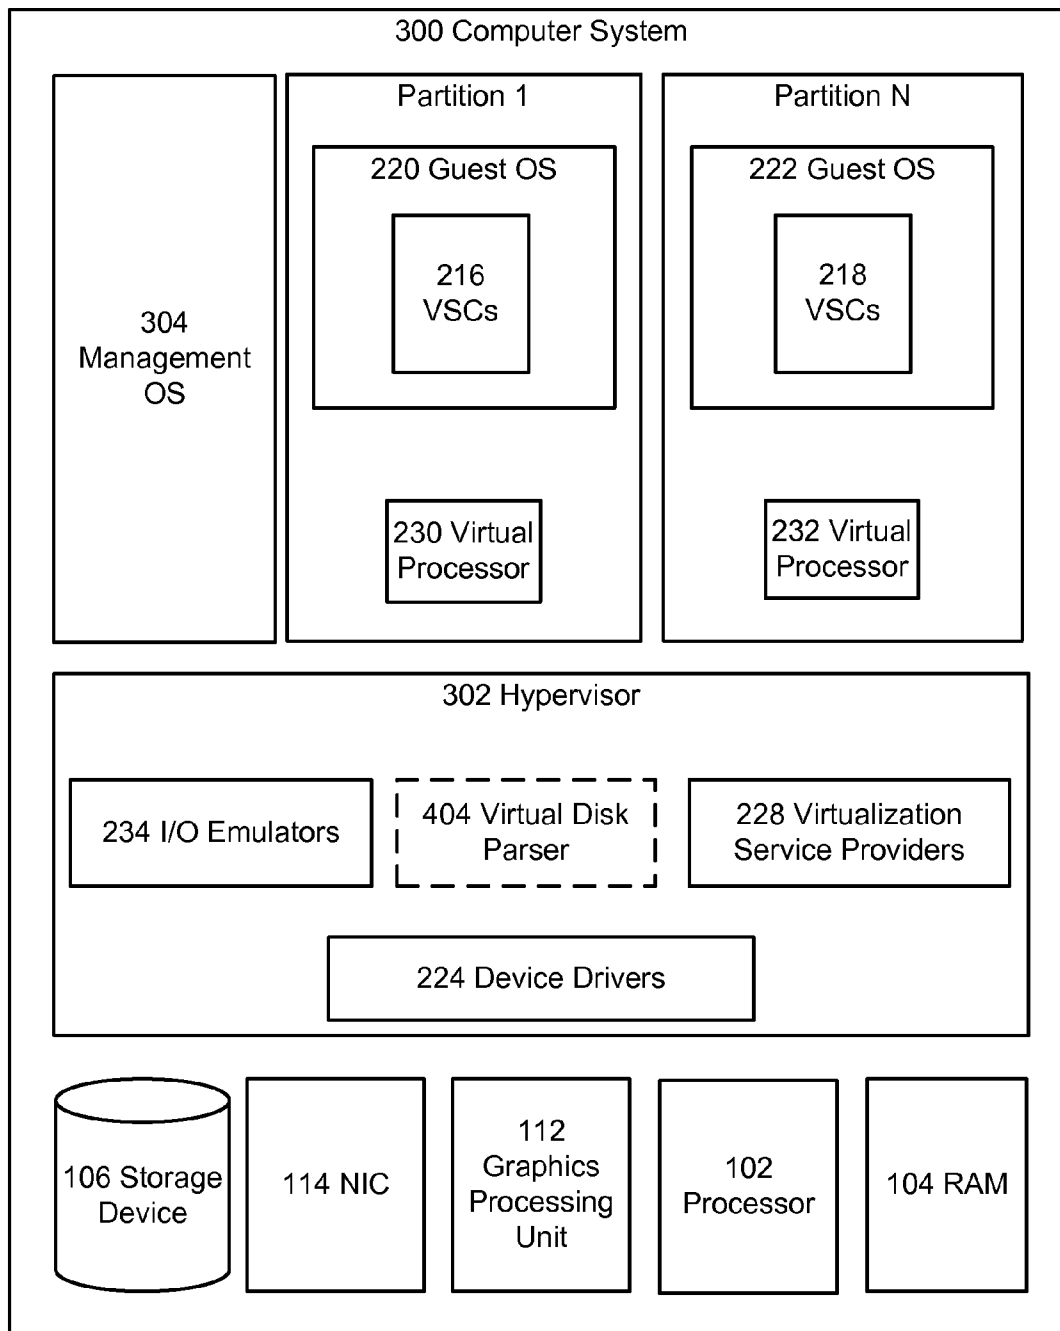 300 Computer System
304
Management
OS
Partition 1
220 Guest OS
216
VSCs
230 Virtual
Processor
Partition N
222 Guest OS
218
VSCs
232 Virtual
Processor
302 Hypervisor
234 I/O Emulators
404 Virtual Disk
Parser
228 Virtualization
Service Providers
224 Device Drivers
106 Storage
Device
114 NIC
112
Graphics
Processing
Unit
102
Processor
104 RAM